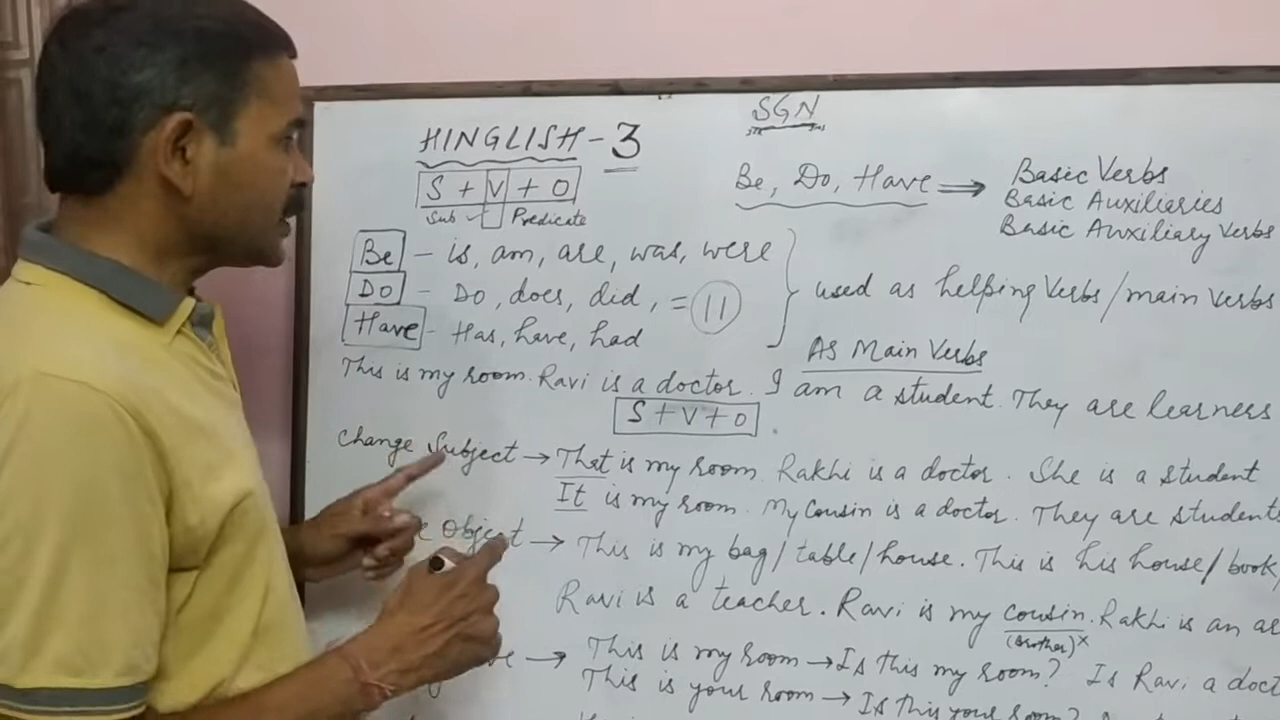 SGN
HINGLISH - 3
S + V + O
Sub Predicate
Be, Do, Have ⇒ Basic Verbs
Basic Auxiliaries
Basic Auxiliary Verbs
Be - is, am, are, was, were
Do - Do, does, did, = 11
Have - Has, have, had
used as helping verbs/main verbs
As Main Verbs
This is my room. Ravi is a doctor. I am a student. They are learners
S + V + O
Change Subject → That is my room. Rakhi is a doctor. She is a student
It is my room. My Cousin is a doctor. They are students
Object → This is my bag/table/house. This is his house/book/
Ravi is a teacher. Ravi is my cousin. Rakhi is an
(Brother)×
→ This is my room → Is this my room? Is Ravi a
This is your room → Is this your room?